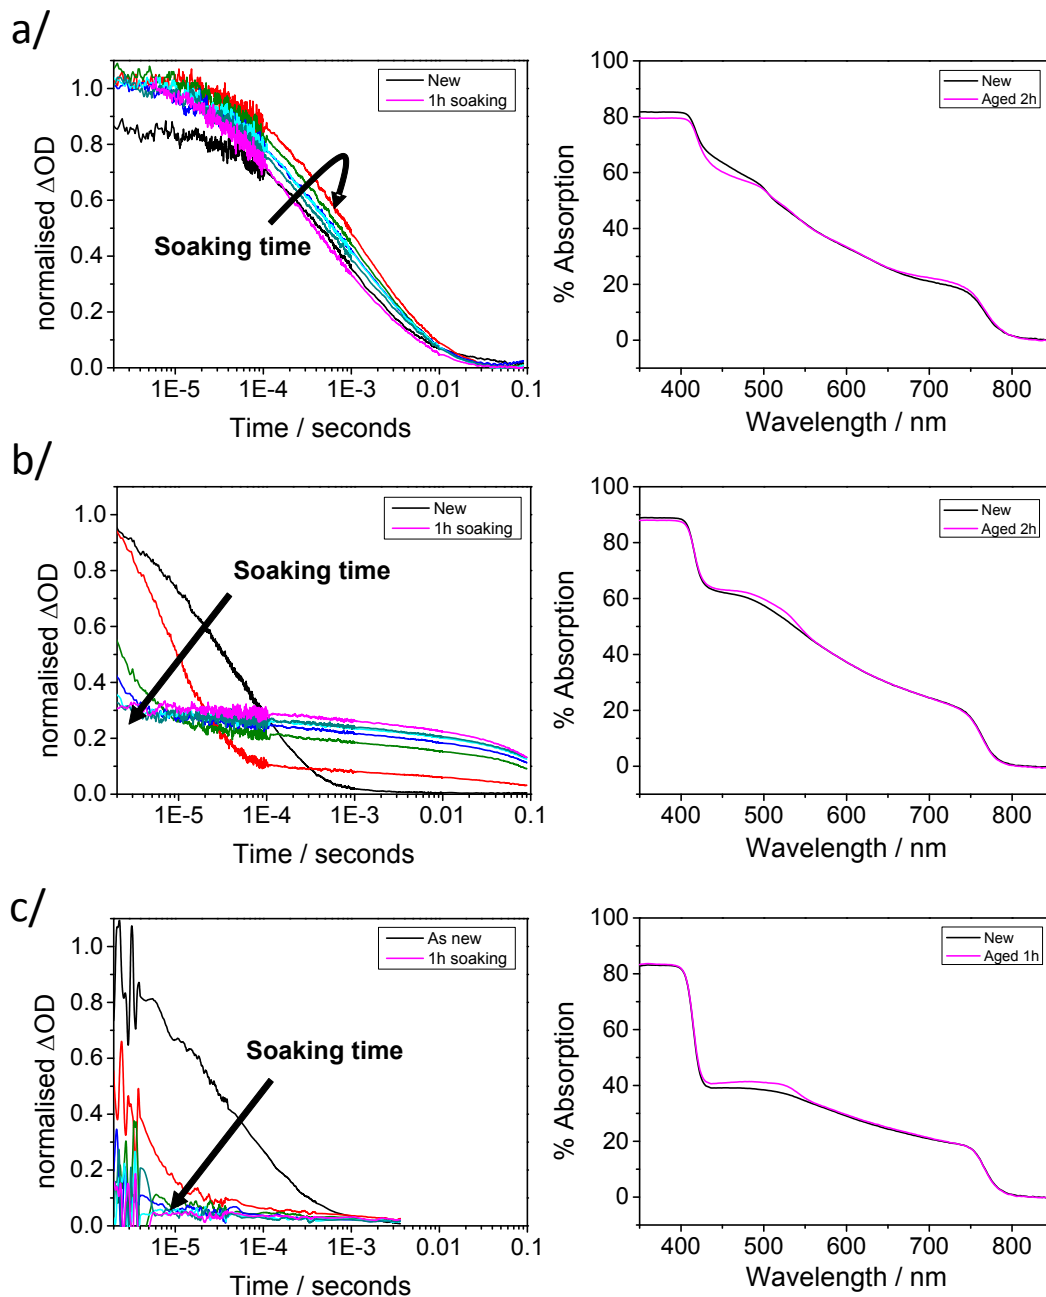 a/
New
1h soaking
Soaking time
normalised ΔOD
1.0
0.8
0.6
0.4
0.2
0.0
1E-5
1E-4
1E-3
0.01
0.1
Time / seconds
New
Aged 2h
% Absorption
100
80
60
40
20
0
400
500
600
700
800
Wavelength / nm
b/
New
1h soaking
Soaking time
normalised ΔOD
1.0
0.8
0.6
0.4
0.2
0.0
1E-5
1E-4
1E-3
0.01
0.1
Time / seconds
New
Aged 2h
% Absorption
100
80
60
40
20
0
400
500
600
700
800
Wavelength / nm
c/
As new
1h soaking
Soaking time
normalised ΔOD
1.0
0.8
0.6
0.4
0.2
0.0
1E-5
1E-4
1E-3
0.01
0.1
Time / seconds
New
Aged 1h
% Absorption
100
80
60
40
20
0
400
500
600
700
800
Wavelength / nm